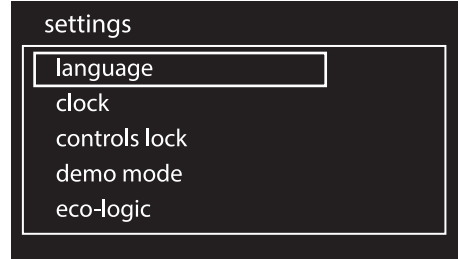 settings
language
clock
controls lock
demo mode
eco-logic